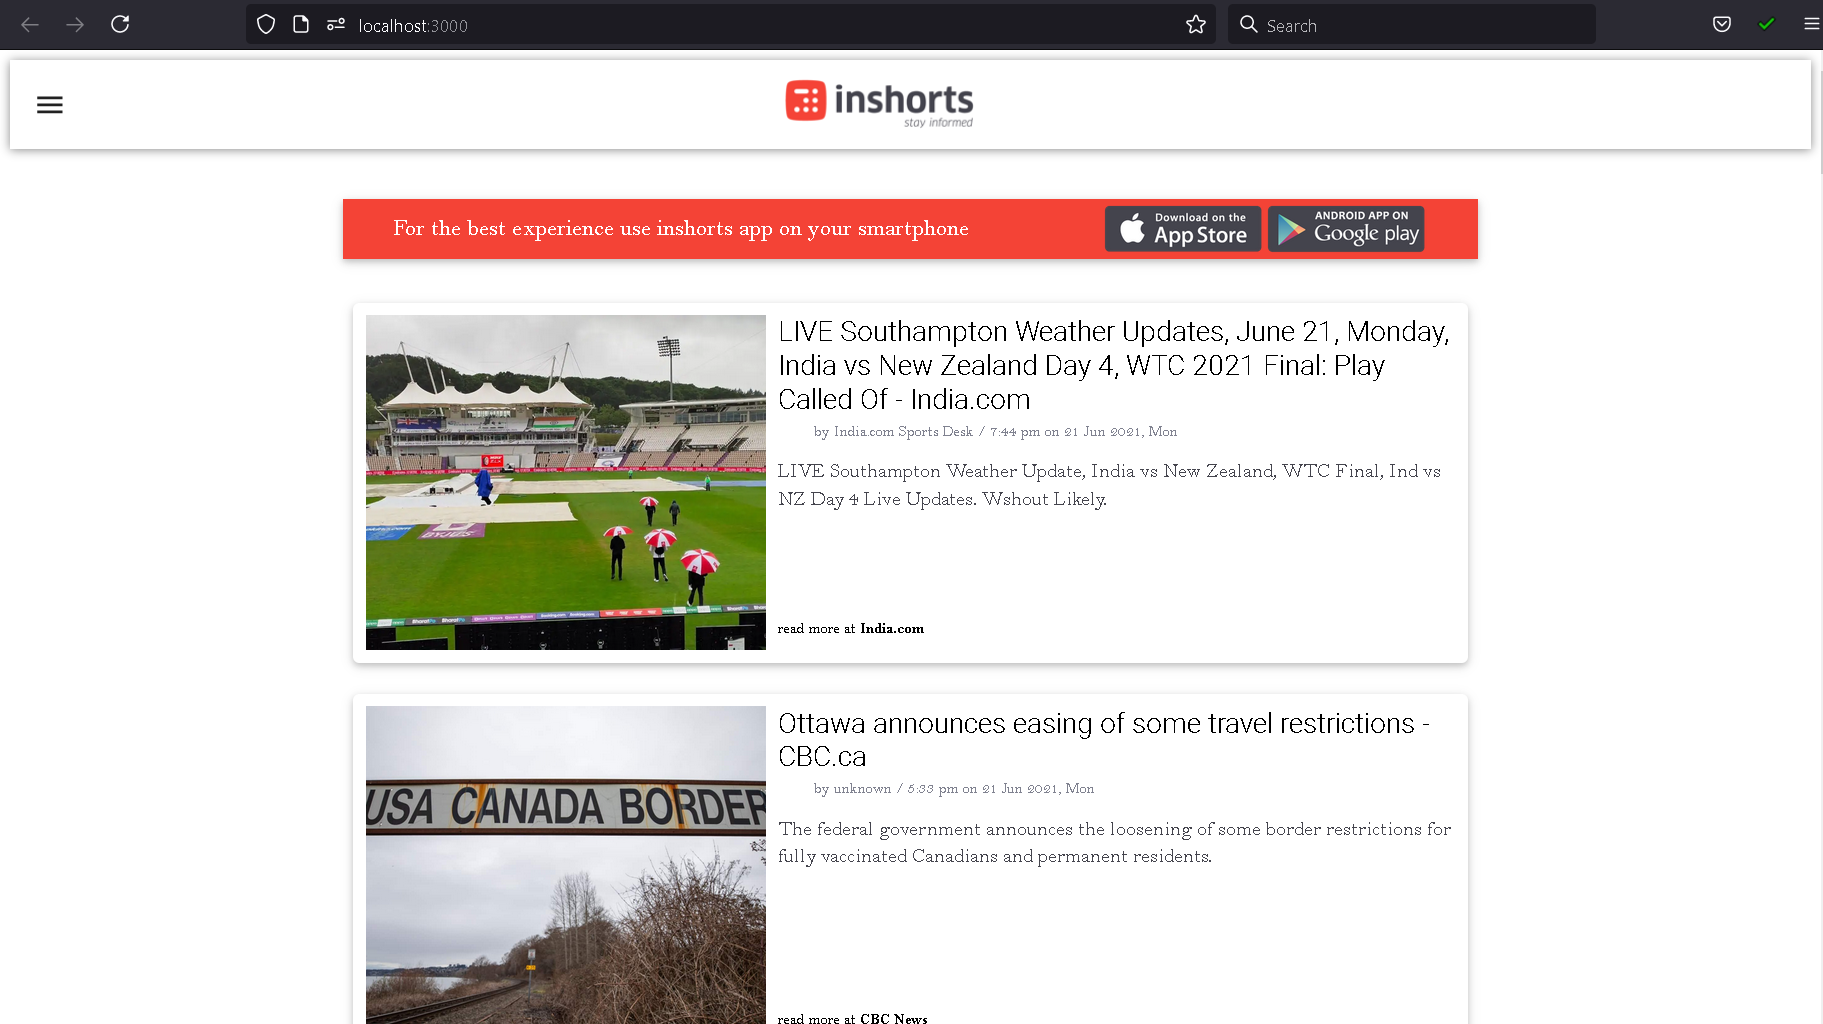 localhost:3000
Search
inshorts
stay informed
For the best experience use inshorts app on your smartphone
Download on the
App Store
ANDROID APP ON
Google play
LIVE Southampton Weather Updates, June 21, Monday,
India vs New Zealand Day 4, WTC 2021 Final: Play
Called Of - India.com
by India.com Sports Desk / 7:44 pm on 21 Jun 2021, Mon
LIVE Southampton Weather Update, India vs New Zealand, WTC Final, Ind vs
NZ Day 4 Live Updates. Wshout Likely.
read more at India.com
USA CANADA BORDER
Ottawa announces easing of some travel restrictions -
CBC.ca
by unknown / 5:33 pm on 21 Jun 2021, Mon
The federal government announces the loosening of some border restrictions for
fully vaccinated Canadians and permanent residents.
read more at CBC News